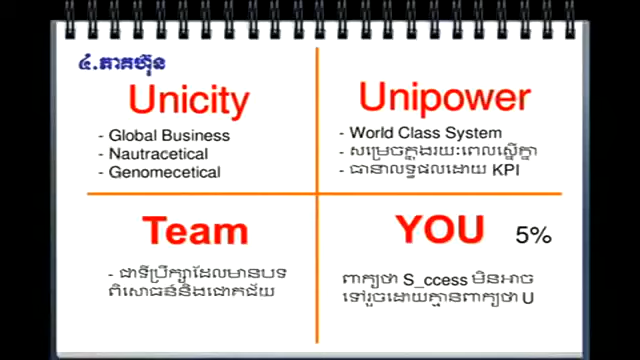 ៤.ភាគហ៊ុន
Unicity
- Global Business
- Nautracetical
- Genomecetical
Unipower
- World Class System
- សម្រេចក្នុងរយៈពេលស្នើគ្នា
- ធានាលទ្ធផលដោយ KPI
Team
- ជាទីប្រឹក្សាដែលមានបទ
ពិសោធន៍និងជោគជ័យ
YOU 5%
ពាក្យថា S_ccess មិនអាច
ទៅរួចដោយគ្មានពាក្យថា U